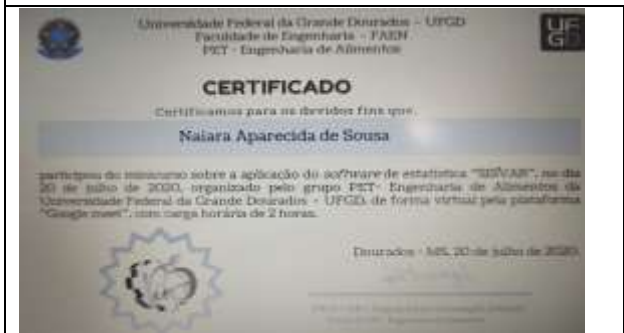 Universidade Federal da Grande Dourados - UFGD
Faculdade de Engenharia - FAEN
PET - Engenharia de Alimentos
UF
GD
CERTIFICADO
Certificamos para os devidos fins que,
Naiara Aparecida de Sousa
participou do minicurso sobre a aplicação do software de estatística "SISVAR", no dia
20 de julho de 2020, organizado pelo grupo PET- Engenharia de Alimentos da
Universidade Federal da Grande Dourados - UFGD, de forma virtual pela plataforma
"Google meet", com carga horária de 2 horas.
Dourados - MS, 20 de julho de 2020.